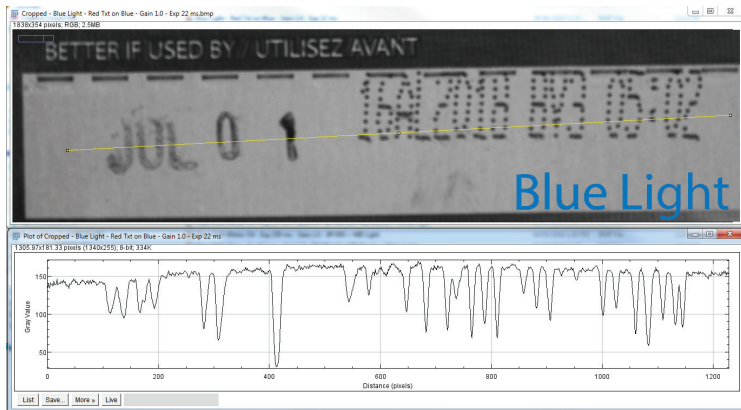 Cropped - Blue Light - Red Txt on Blue - Gain 1.0 - Exp 22 ms.bmp
1838x354 pixels; RGB; 2.5MB
BETTER IF USED BY / UTILISEZ AVANT
JUL 0 1
Blue Light
Plot of Cropped - Blue Light - Red Txt on Blue - Gain 1.0 - Exp 22 ms
1305.97x181.33 pixels (1340x255); 8-bit; 334K
Gray Value
150
100
50
0 200 400 600 800 1000 1200
Distance (pixels)
List Save... More » Live